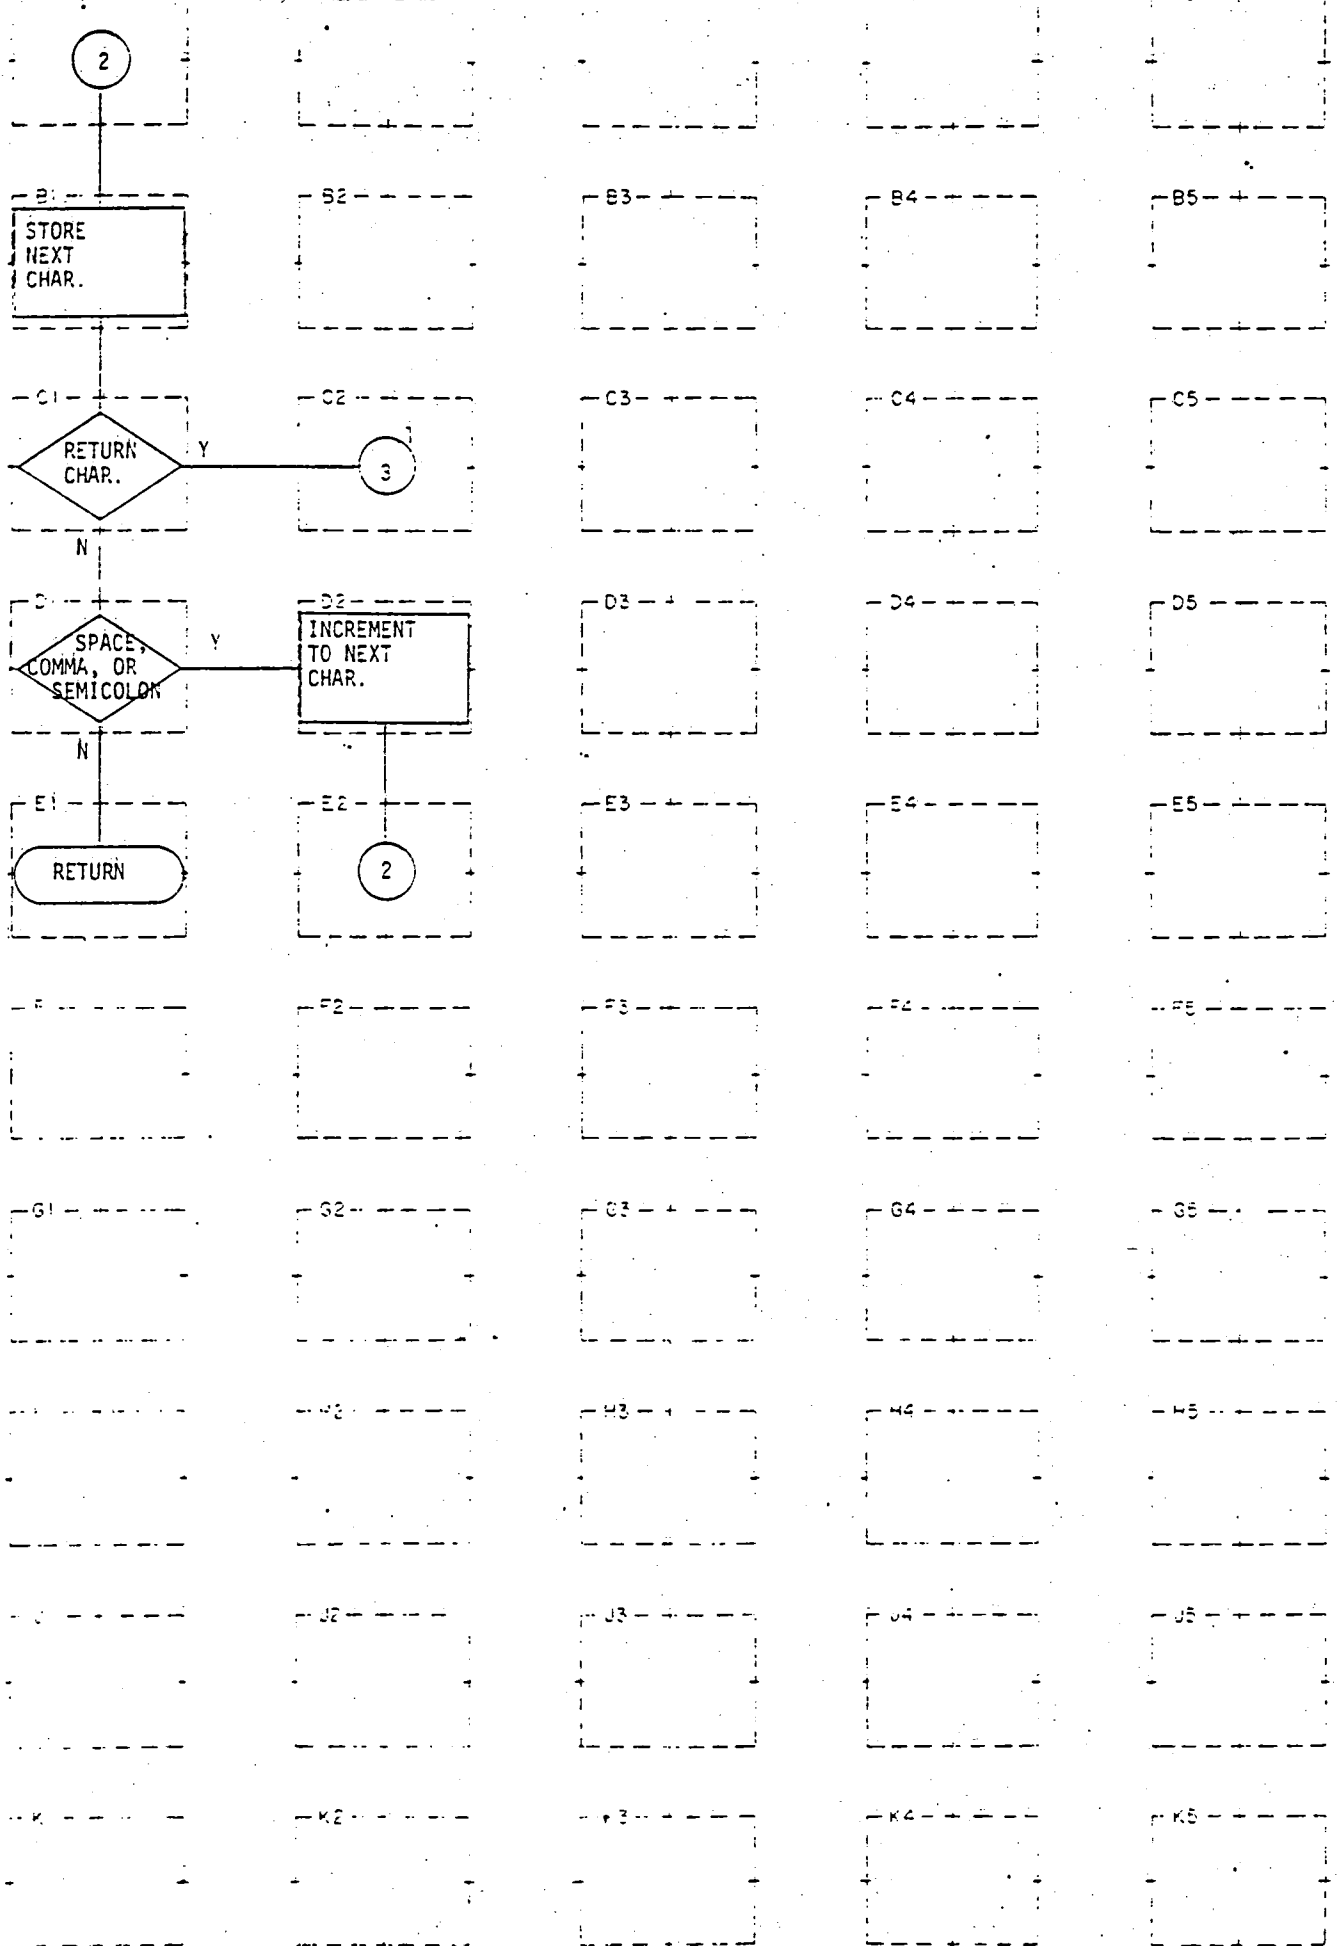 2
B1
B2
B3
B4
B5
STORE
NEXT
CHAR.
C1
C2
C3
C4
C5
RETURN
CHAR.
Y
3
N
D2
D3
D4
D5
SPACE,
COMMA, OR
SEMICOLON
Y
INCREMENT
TO NEXT
CHAR.
N
E1
E2
E3
E4
E5
RETURN
2
F2
F3
F4
F5
G1
G2
G3
G4
G5
H2
H3
H4
H5
J2
J3
J4
J5
K
K2
K4
K5